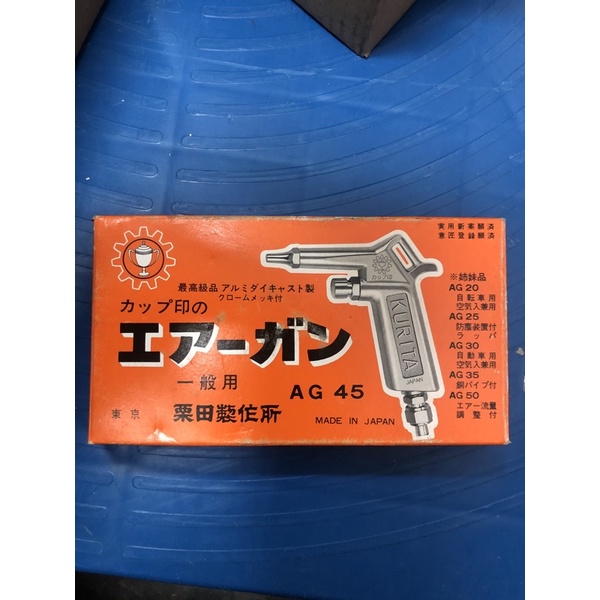 実用新案願済
意匠登録願済
最高級品 アルミダイキャスト製
クロームメッキ付
カップ印の
エアーガン
一般用
AG 45
東京 栗田製作所
MADE IN JAPAN
カップ印
KURITA
JAPAN
※姉妹品
AG 20
自転車用
空気入兼用
AG 25
防塵装置付
ラッパ
AG 30
自動車用
空気入兼用
AG 35
銅パイプ付
AG 50
エアー流量
調整付